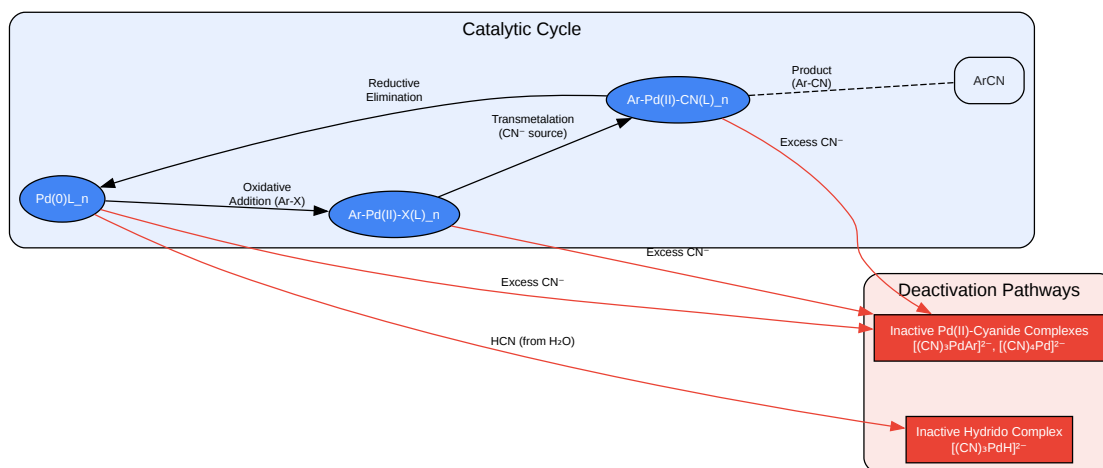 Catalytic Cycle
Product
(Ar-CN)
ArCN
Reductive
Elimination
Ar-Pd(II)-CN(L)_n
Transmetalation
(CN⁻ source)
Excess CN⁻
Oxidative
Addition (Ar-X)
Pd(0)L_n
Ar-Pd(II)-X(L)_n
Excess CN⁻
Excess CN⁻
Deactivation Pathways
Inactive Pd(II)-Cyanide Complexes
[(CN)₃PdAr]²⁻, [(CN)₄Pd]²⁻
HCN (from H₂O)
Inactive Hydrido Complex
[(CN)₃PdH]²⁻